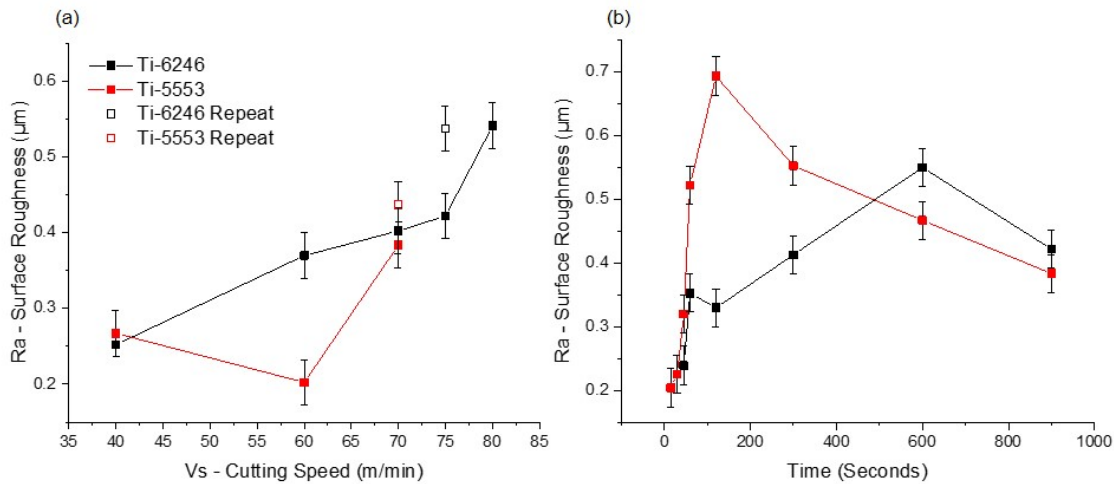 (a)
Ra - Surface Roughness (µm)
0.6
0.5
0.4
0.3
0.2
Ti-6246
Ti-5553
Ti-6246 Repeat
Ti-5553 Repeat
35 40 45 50 55 60 65 70 75 80 85
Vs - Cutting Speed (m/min)
(b)
Ra - Surface Roughness (µm)
0.7
0.6
0.5
0.4
0.3
0.2
0 200 400 600 800 1000
Time (Seconds)